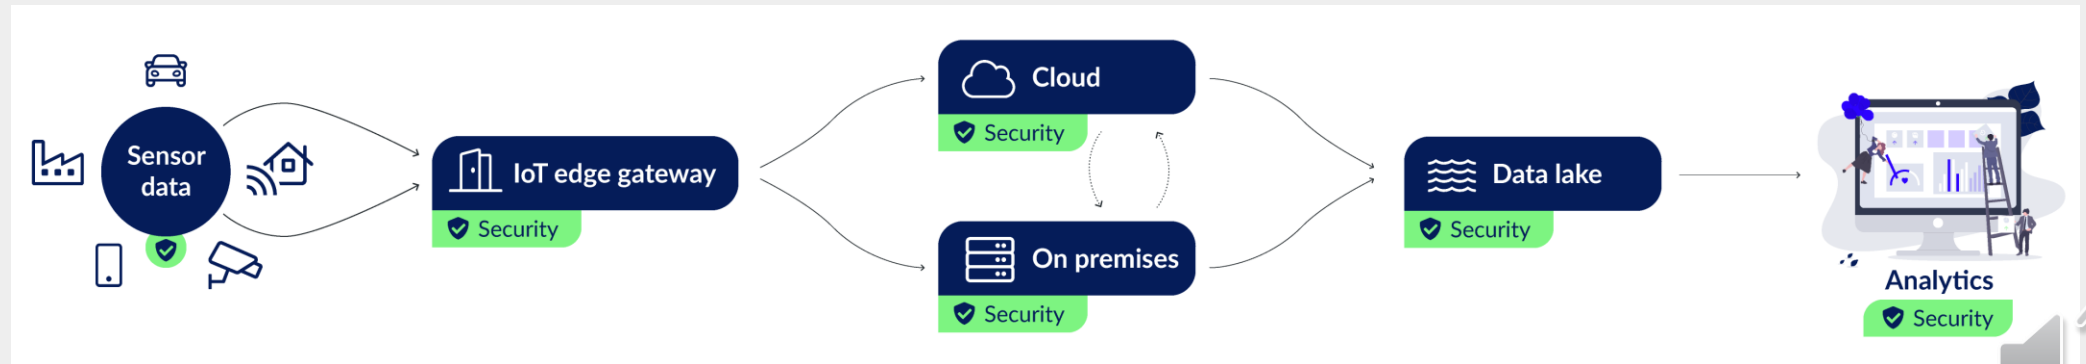 Sensor
data
IoT edge gateway
Security
Cloud
Security
On premises
Security
Data lake
Security
Analytics
Security